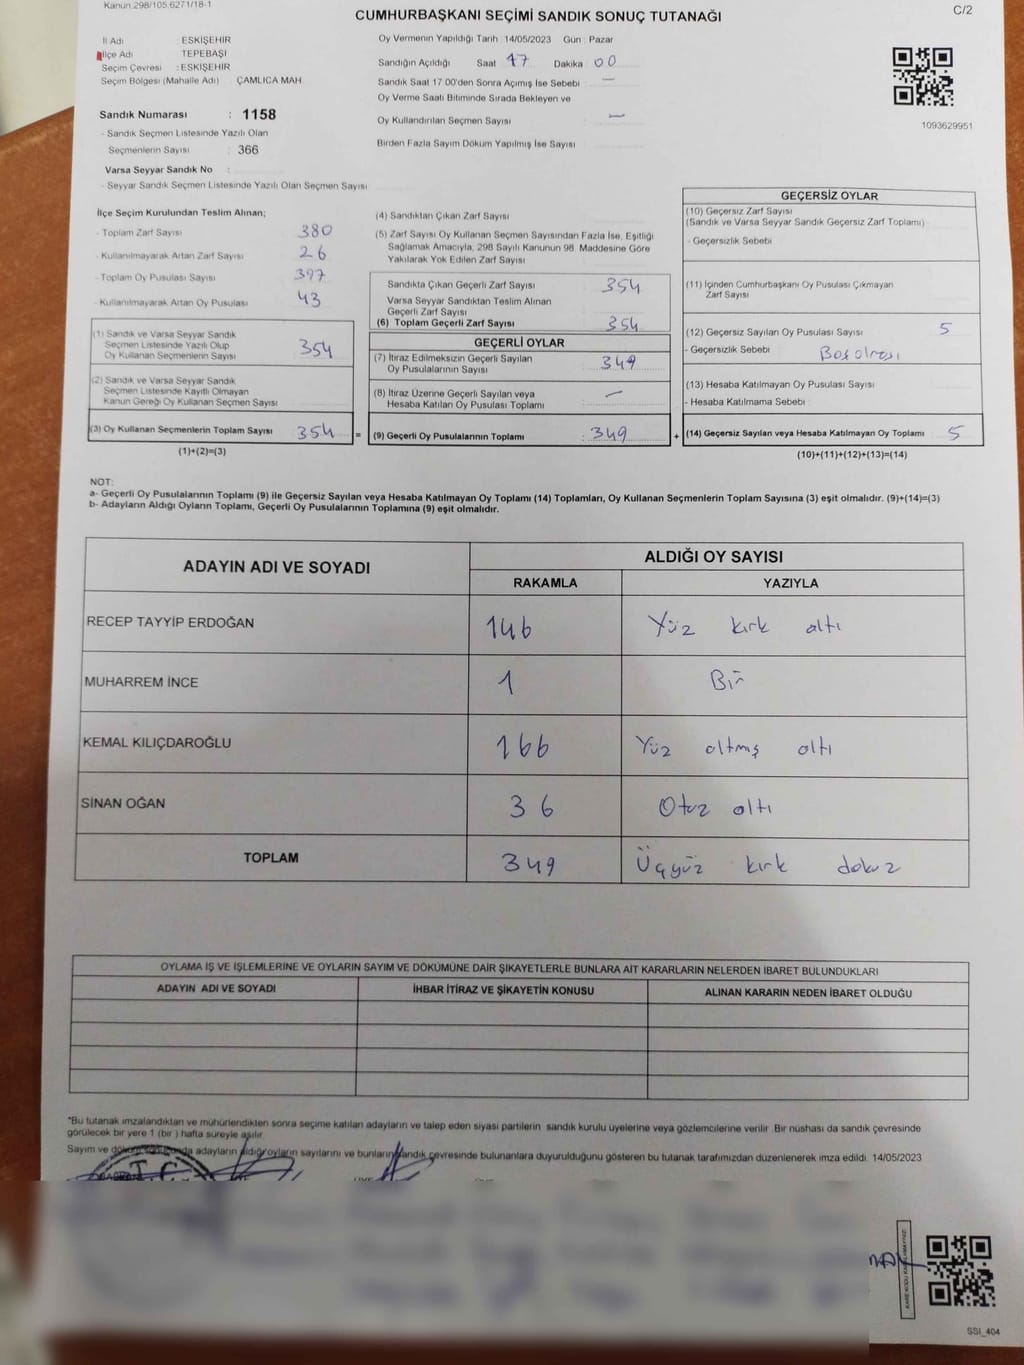 Kanun.298/105.6271/18-1
C/2
CUMHURBAŞKANI SEÇİMİ SANDIK SONUÇ TUTANAĞI
İl Adı : ESKİŞEHİR
İlçe Adı : TEPEBAŞI
Seçim Çevresi : ESKİŞEHİR
Seçim Bölgesi (Mahalle Adı) : ÇAMLICA MAH
Sandık Numarası : 1158
- Sandık Seçmen Listesinde Yazılı Olan
Seçmenlerin Sayısı : 366
Varsa Seyyar Sandık No :
- Seyyar Sandık Seçmen Listesinde Yazılı Olan Seçmen Sayısı
Oy Vermenin Yapıldığı Tarih : 14/05/2023 Gün : Pazar
Sandığın Açıldığı Saat 17 Dakika 00
Sandık Saat 17:00'den Sonra Açımış İse Sebebi : —
Oy Verme Saati Bitiminde Sırada Bekleyen ve
Oy Kullandırılan Seçmen Sayısı : —
Birden Fazla Sayım Döküm Yapılmış İse Sayısı
1093629951
İlçe Seçim Kurulundan Teslim Alınan;
- Toplam Zarf Sayısı : 380
- Kullanılmayarak Artan Zarf Sayısı : 26
- Toplam Oy Pusulası Sayısı : 397
- Kullanılmayarak Artan Oy Pusulası : 43
(1) Sandık ve Varsa Seyyar Sandık
Seçmen Listesinde Yazılı Olup
Oy Kullanan Seçmenlerin Sayısı 354
(2) Sandık ve Varsa Seyyar Sandık
Seçmen Listesinde Kayıtlı Olmayan
Kanun Gereği Oy Kullanan Seçmen Sayısı
(3) Oy Kullanan Seçmenlerin Toplam Sayısı 354 =
(1)+(2)=(3)
(4) Sandıktan Çıkan Zarf Sayısı
(5) Zarf Sayısı Oy Kullanan Seçmen Sayısından Fazla İse, Eşitliği
Sağlamak Amacıyla, 298 Sayılı Kanunun 98. Maddesine Göre
Yakılarak Yok Edilen Zarf Sayısı
Sandıkta Çıkan Geçerli Zarf Sayısı 354
Varsa Seyyar Sandıktan Teslim Alınan
Geçerli Zarf Sayısı
(6) Toplam Geçerli Zarf Sayısı 354
GEÇERLİ OYLAR
(7) İtiraz Edilmeksizin Geçerli Sayılan
Oy Pusulalarının Sayısı 349
(8) İtiraz Üzerine Geçerli Sayılan veya
Hesaba Katılan Oy Pusulası Toplamı —
(9) Geçerli Oy Pusulalarının Toplamı : 349 +
GEÇERSİZ OYLAR
(10) Geçersiz Zarf Sayısı
(Sandık ve Varsa Seyyar Sandık Geçersiz Zarf Toplamı)
- Geçersizlik Sebebi
(11) İçinden Cumhurbaşkanı Oy Pusulası Çıkmayan
Zarf Sayısı
(12) Geçersiz Sayılan Oy Pusulası Sayısı 5
- Geçersizlik Sebebi : Boş olması
(13) Hesaba Katılmayan Oy Pusulası Sayısı
- Hesaba Katılmama Sebebi :
(14) Geçersiz Sayılan veya Hesaba Katılmayan Oy Toplamı : 5
(10)+(11)+(12)+(13)=(14)
NOT:
a- Geçerli Oy Pusulalarının Toplamı (9) ile Geçersiz Sayılan veya Hesaba Katılmayan Oy Toplamı (14) Toplamları, Oy Kullanan Seçmenlerin Toplam Sayısına (3) eşit olmalıdır. (9)+(14)=(3)
b- Adayların Aldığı Oyların Toplamı, Geçerli Oy Pusulalarının Toplamına (9) eşit olmalıdır.
ADAYIN ADI VE SOYADI
ALDIĞI OY SAYISI
RAKAMLA YAZIYLA
RECEP TAYYİP ERDOĞAN 146 Yüz kırk altı
MUHARREM İNCE 1 Bir
KEMAL KILIÇDAROĞLU 166 Yüz altmış altı
SİNAN OĞAN 36 Otuz altı
TOPLAM 349 Üçyüz kırk dokuz
OYLAMA İŞ VE İŞLEMLERİNE VE OYLARIN SAYIM VE DÖKÜMÜNE DAİR ŞİKAYETLERLE BUNLARA AİT KARARLARIN NELERDEN İBARET BULUNDUKLARI
ADAYIN ADI VE SOYADI İHBAR İTİRAZ VE ŞİKAYETİN KONUSU ALINAN KARARIN NEDEN İBARET OLDUĞU
*Bu tutanak imzalandıktan ve mühürlendikten sonra seçime katılan adayların ve talep eden siyasi partilerin sandık kurulu üyelerine veya gözlemcilerine verilir. Bir nüshası da sandık çevresinde
görülecek bir yere 1 (bir) hafta süreyle asılır.
Sayım ve döküm sonucunda adayların aldığı oyların sayılarını ve bunların sandık çevresinde bulunanlara duyurulduğunu gösteren bu tutanak tarafımızdan düzenlenerek imza edildi. 14/05/2023
T.C.
SSI_404